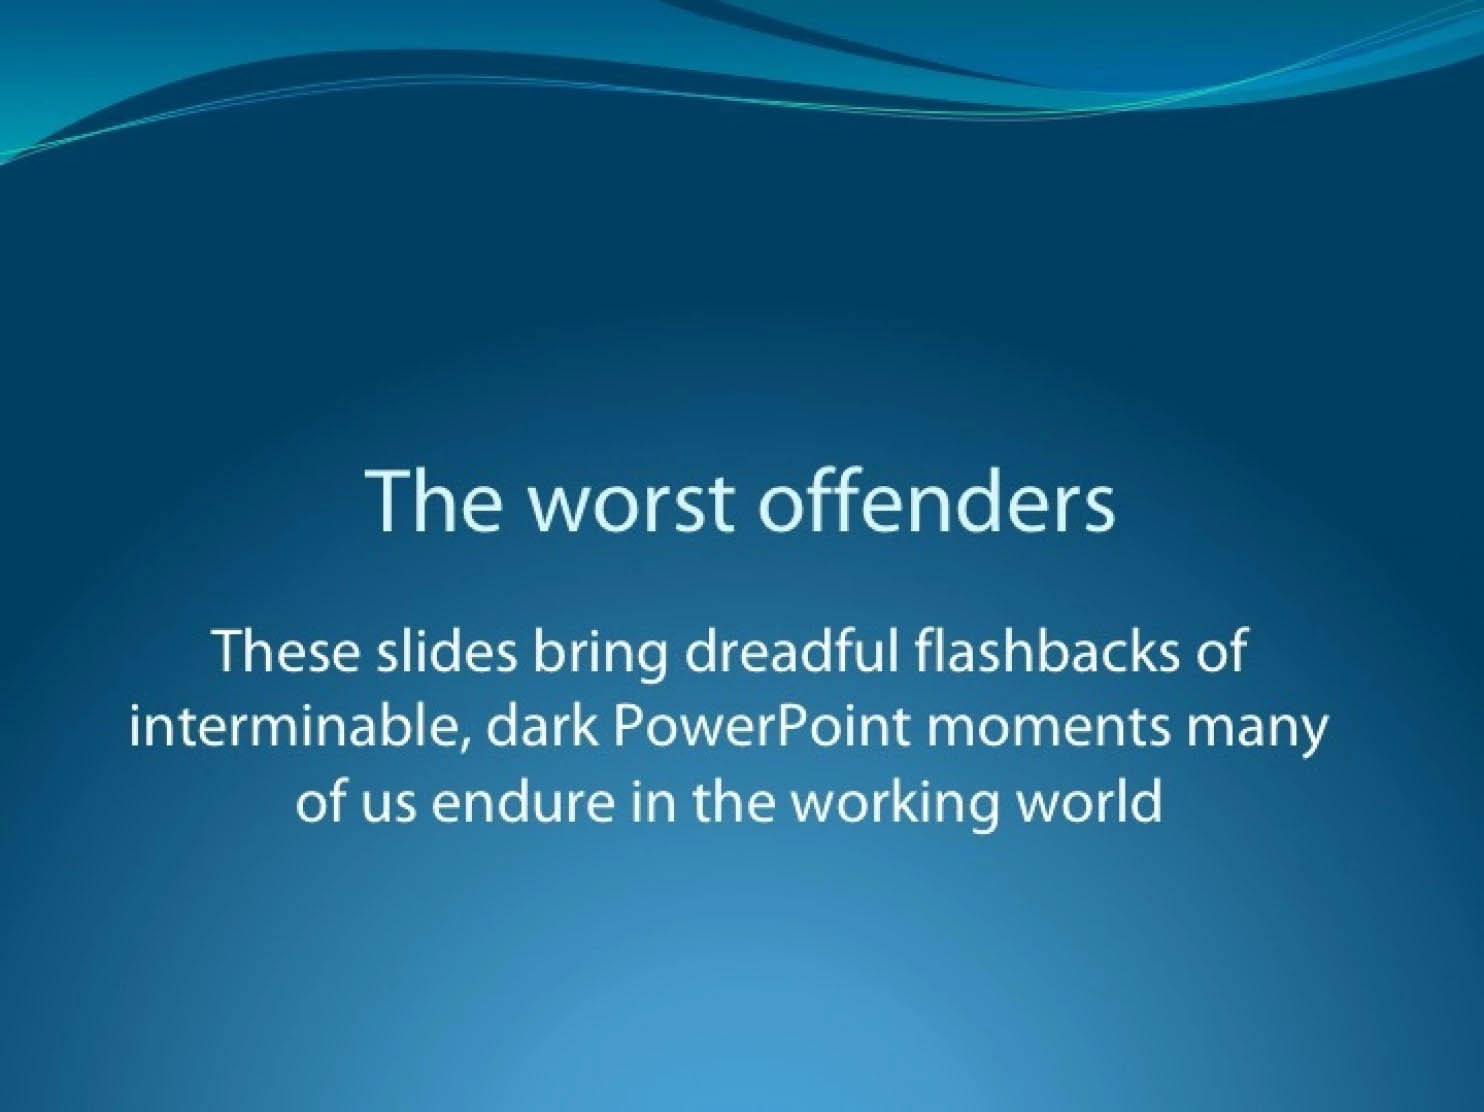 The worst offenders
These slides bring dreadful flashbacks of
interminable, dark PowerPoint moments many
of us endure in the working world